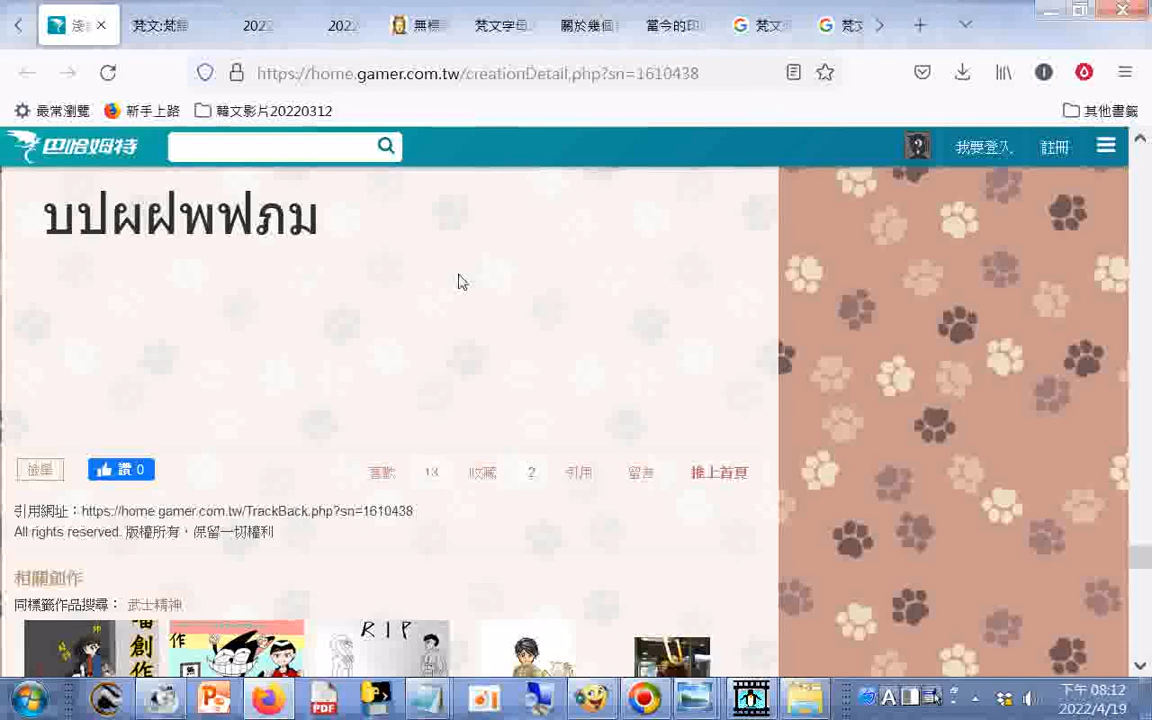 梵文:梵
2022
2022
無標
梵文字母
關於幾個
當今的印
梵文
梵
https://home.gamer.com.tw/creationDetail.php?sn=1610438
最常瀏覽
新手上路
韓文影片20220312
其他書籤
巴哈姆特
我要登入
註冊
บปผฝพฟภม
檢舉
讚 0
喜歡 13 收藏 2 引用 留言 推上首頁
引用網址：https://home.gamer.com.tw/TrackBack.php?sn=1610438
All rights reserved. 版權所有，保留一切權利
相關創作
同標籤作品搜尋： 武士精神
創作
作
RIP
PDF
A
下午 08:12
2022/4/19